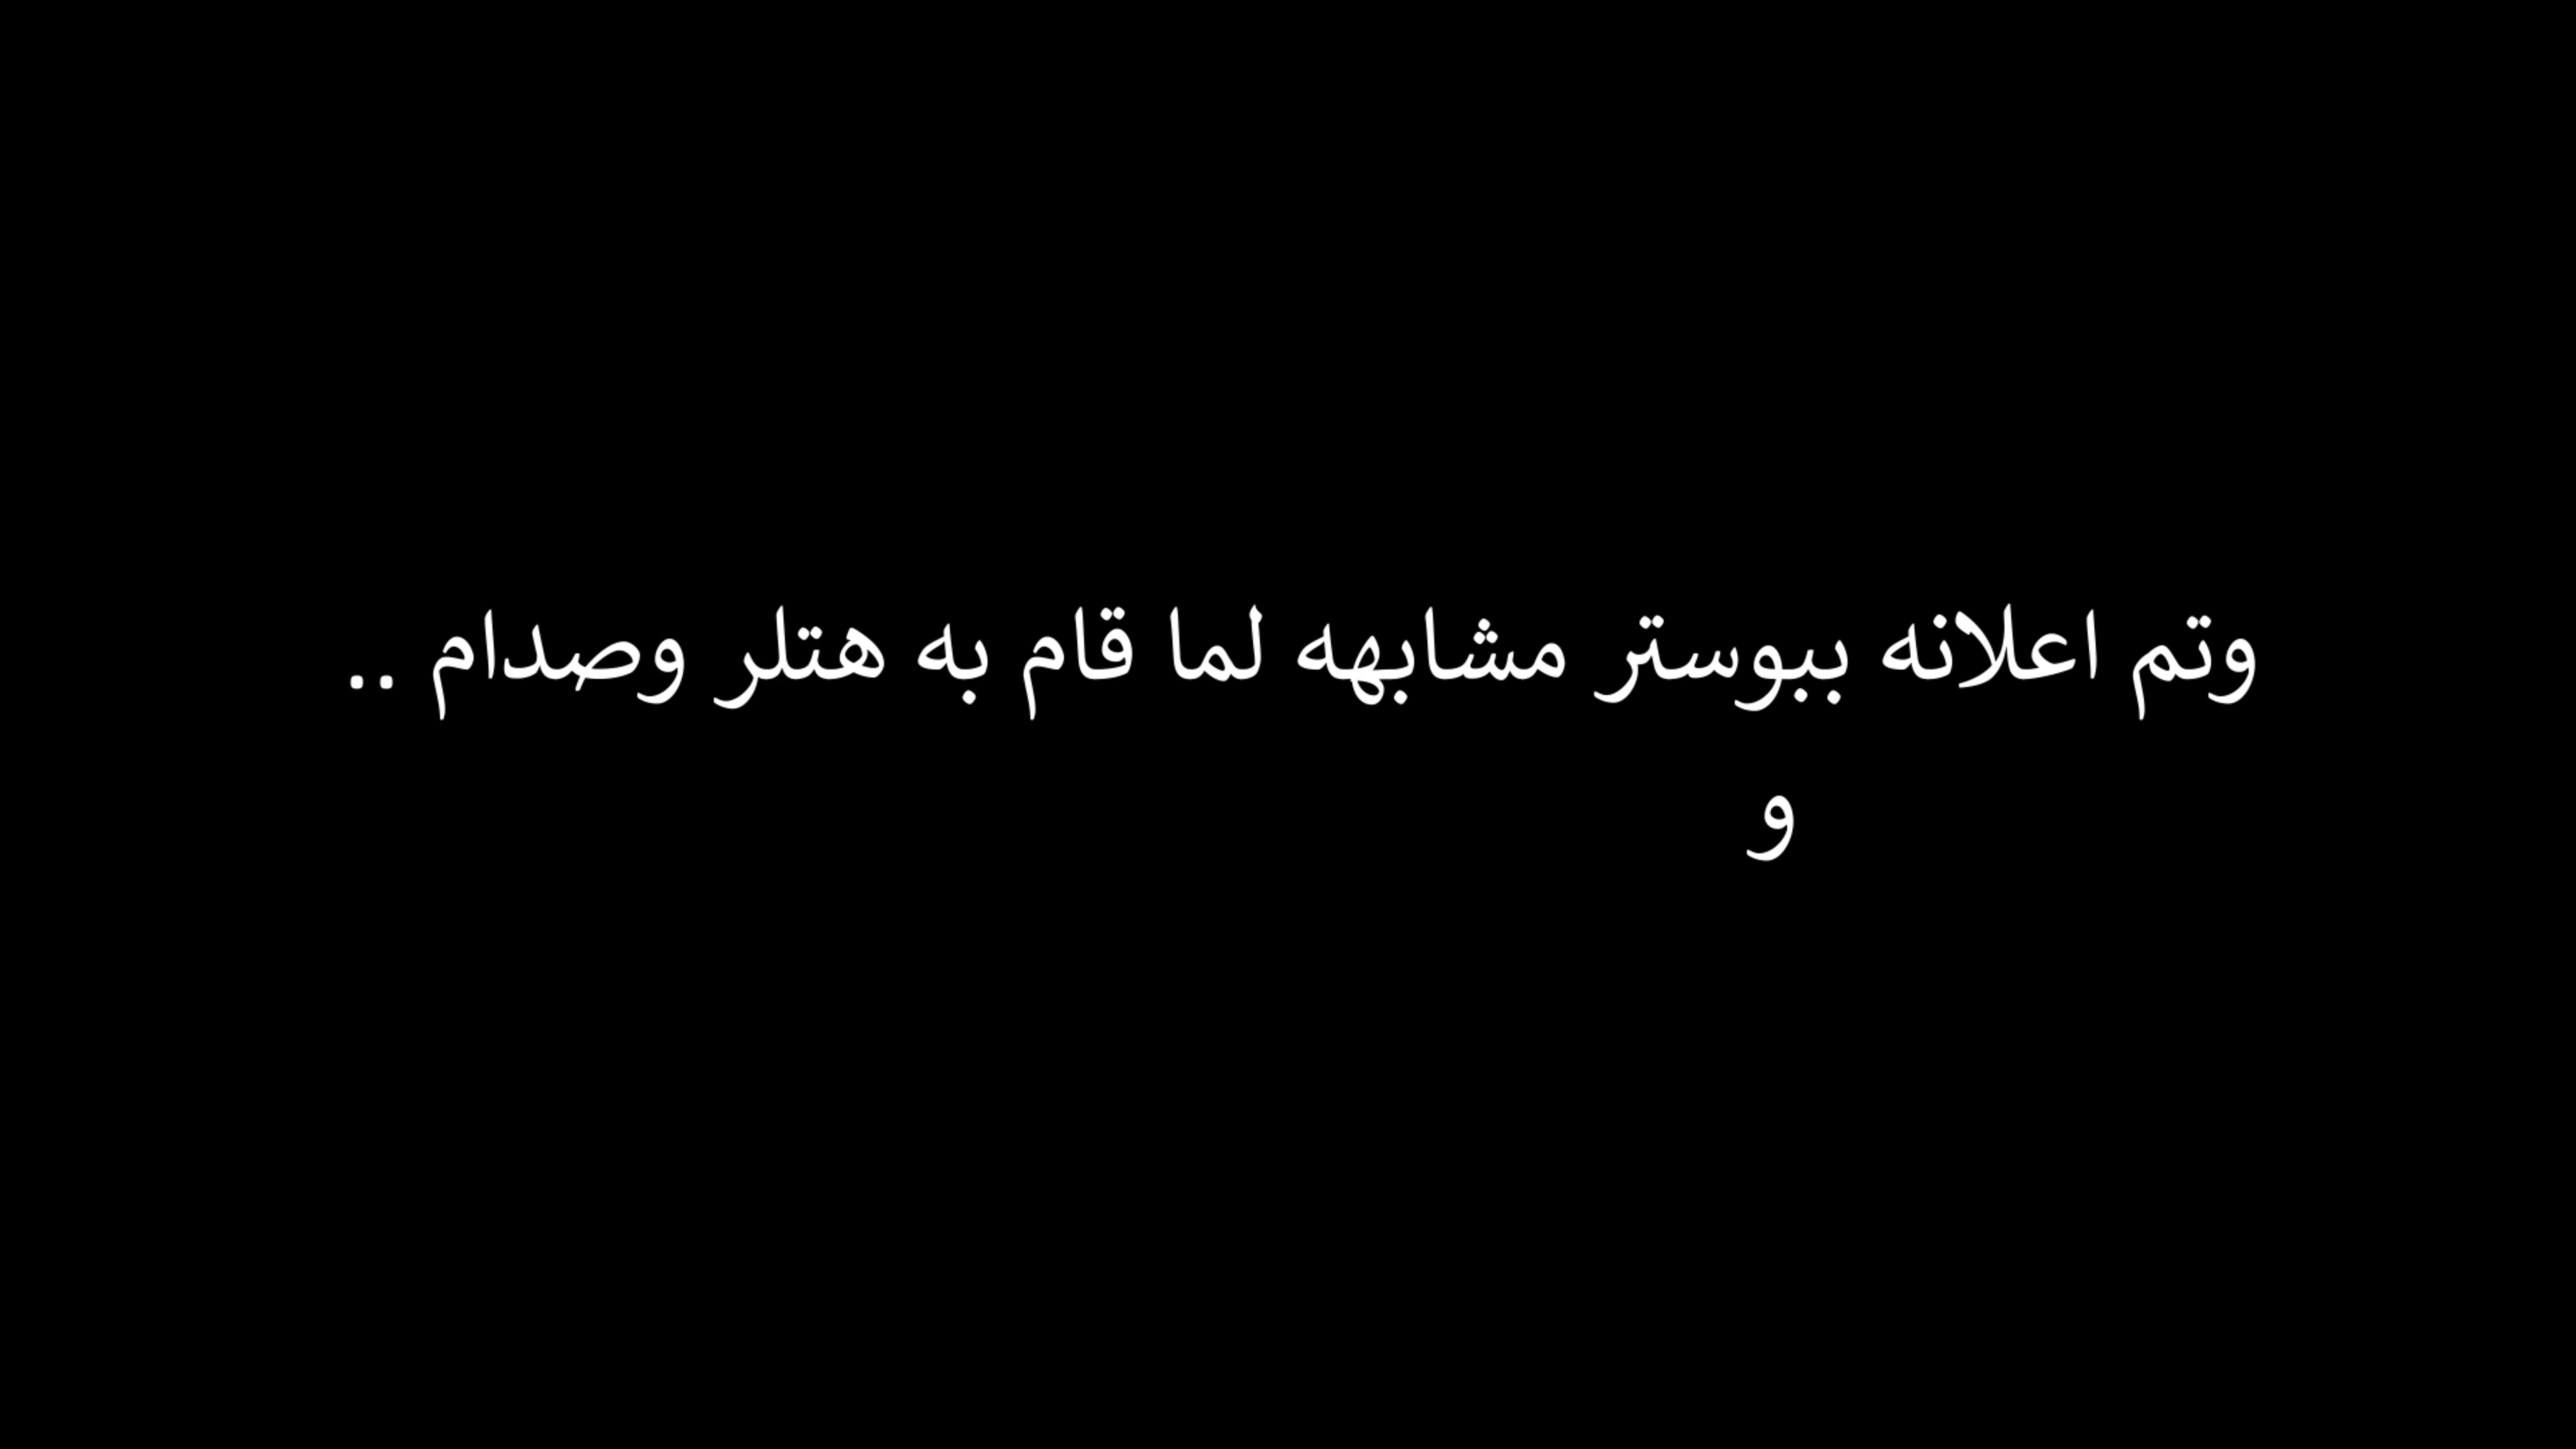 وتم اعلانه ببوستر مشابهه لما قام به هتلر وصدام ..
و